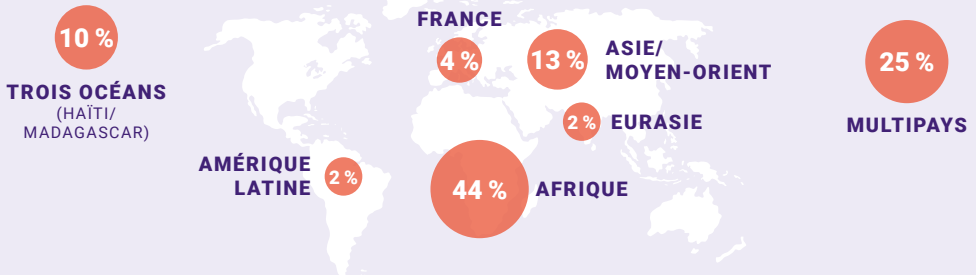 10 %
TROIS OCÉANS
(HAÏTI/
MADAGASCAR)
FRANCE
4 %
13 %
ASIE/
MOYEN-ORIENT
2 %
EURASIE
AMÉRIQUE
LATINE
2 %
44 %
AFRIQUE
25 %
MULTIPAYS